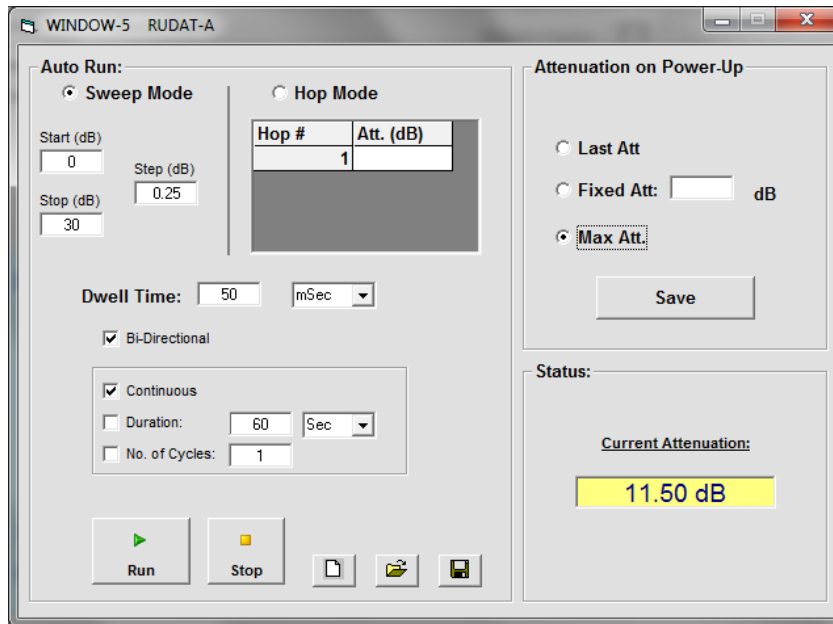 WINDOW-5 RUDAT-A
Auto Run:
Sweep Mode
Hop Mode
Start (dB)
0
Step (dB)
0.25
Stop (dB)
30
Hop # Att. (dB)
1
Dwell Time: 50 mSec
Bi-Directional
Continuous
Duration: 60 Sec
No. of Cycles: 1
Run
Stop
Attenuation on Power-Up
Last Att
Fixed Att: dB
Max Att.
Save
Status:
Current Attenuation:
11.50 dB